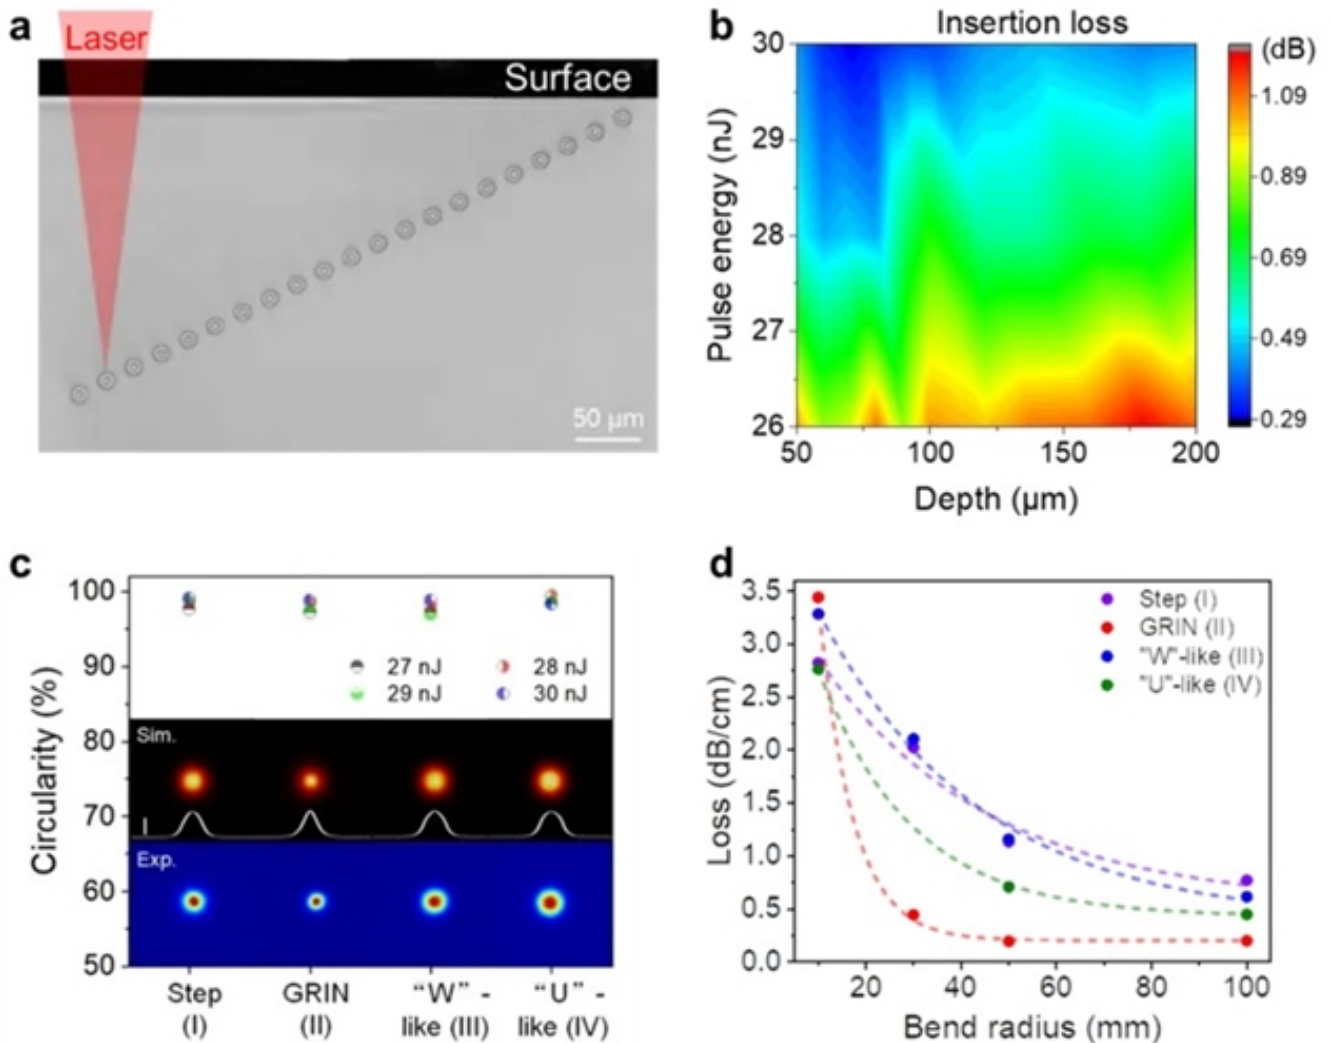 a
Laser
Surface
50 μm
b
Insertion loss
(dB)
Pulse energy (nJ)
30
29
28
27
26
1.09
0.89
0.69
0.49
0.29
50 100 150 200
Depth (μm)
c
Circularity (%)
100
90
80
70
60
50
27 nJ 28 nJ
29 nJ 30 nJ
Sim.
Exp.
Step GRIN “W” - “U” -
(I) (II) like (III) like (IV)
d
Loss (dB/cm)
3.5
3.0
2.5
2.0
1.5
1.0
0.5
0.0
Step (I)
GRIN (II)
"W"-like (III)
"U"-like (IV)
20 40 60 80 100
Bend radius (mm)